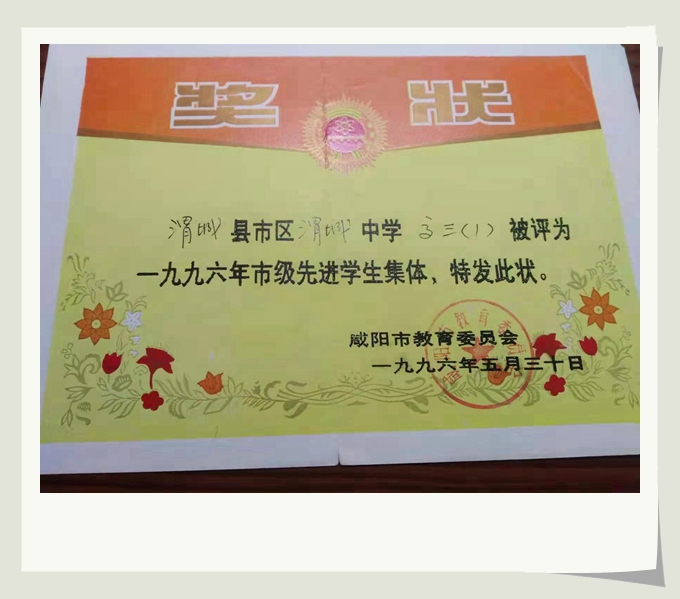 奖 状
渭城县市区渭城中学高三(1)被评为
一九九六年市级先进学生集体、特发此状。
咸阳市教育委员会
一九九六年五月三十日